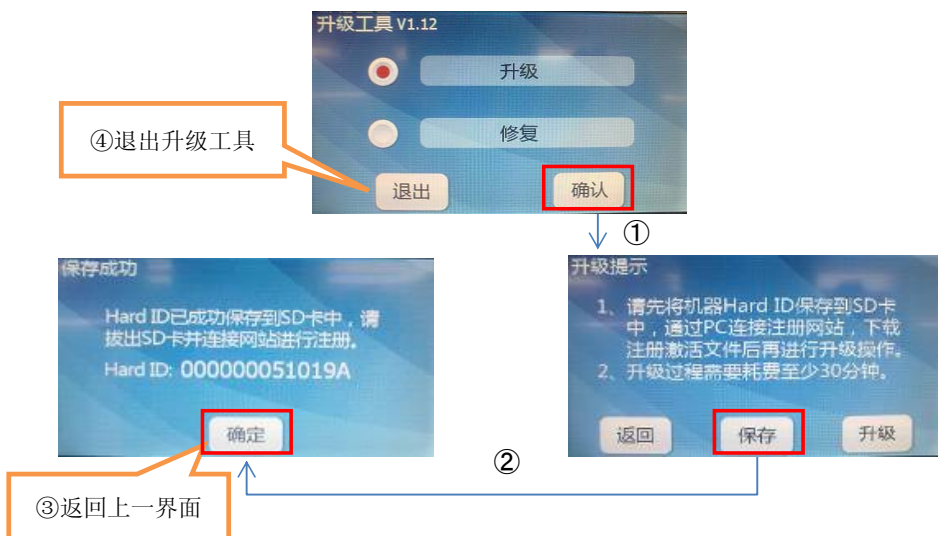 升级工具 V1.12
升级
修复
退出
确认
④退出升级工具
①
升级提示
1、请先将机器Hard ID保存到SD卡
中，通过PC连接注册网站，下载
注册激活文件后再进行升级操作。
2、升级过程需要耗费至少30分钟。
返回
保存
升级
②
保存成功
Hard ID已成功保存到SD卡中，请
拔出SD卡并连接网站进行注册。
Hard ID: 000000051019A
确定
③返回上一界面